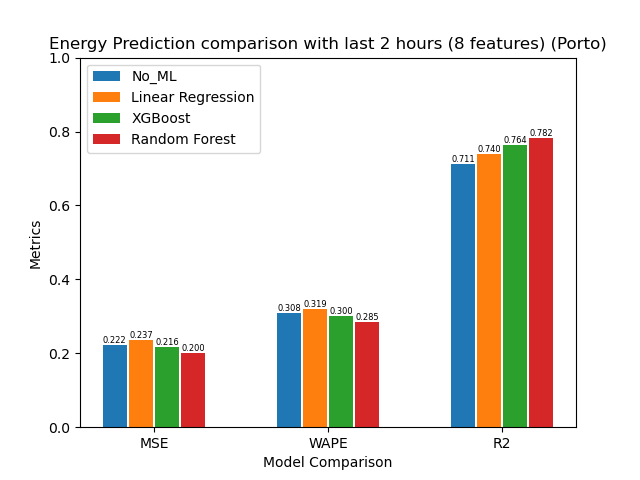 Energy Prediction comparison with last 2 hours (8 features) (Porto)
No_ML
Linear Regression
XGBoost
Random Forest
Metrics
1.0
0.8
0.6
0.4
0.2
0.0
0.222
0.237
0.216
0.200
0.308
0.319
0.300
0.285
0.711
0.740
0.764
0.782
MSE
WAPE
R2
Model Comparison